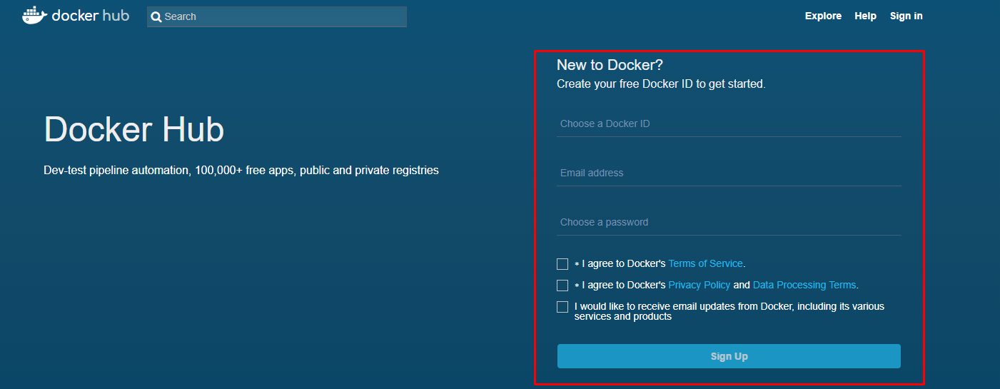 docker hub
Search
Explore Help Sign in
Docker Hub
Dev-test pipeline automation, 100,000+ free apps, public and private registries
New to Docker?
Create your free Docker ID to get started.
Choose a Docker ID
Email address
Choose a password
* I agree to Docker's Terms of Service.
* I agree to Docker's Privacy Policy and Data Processing Terms.
I would like to receive email updates from Docker, including its various
services and products
Sign Up